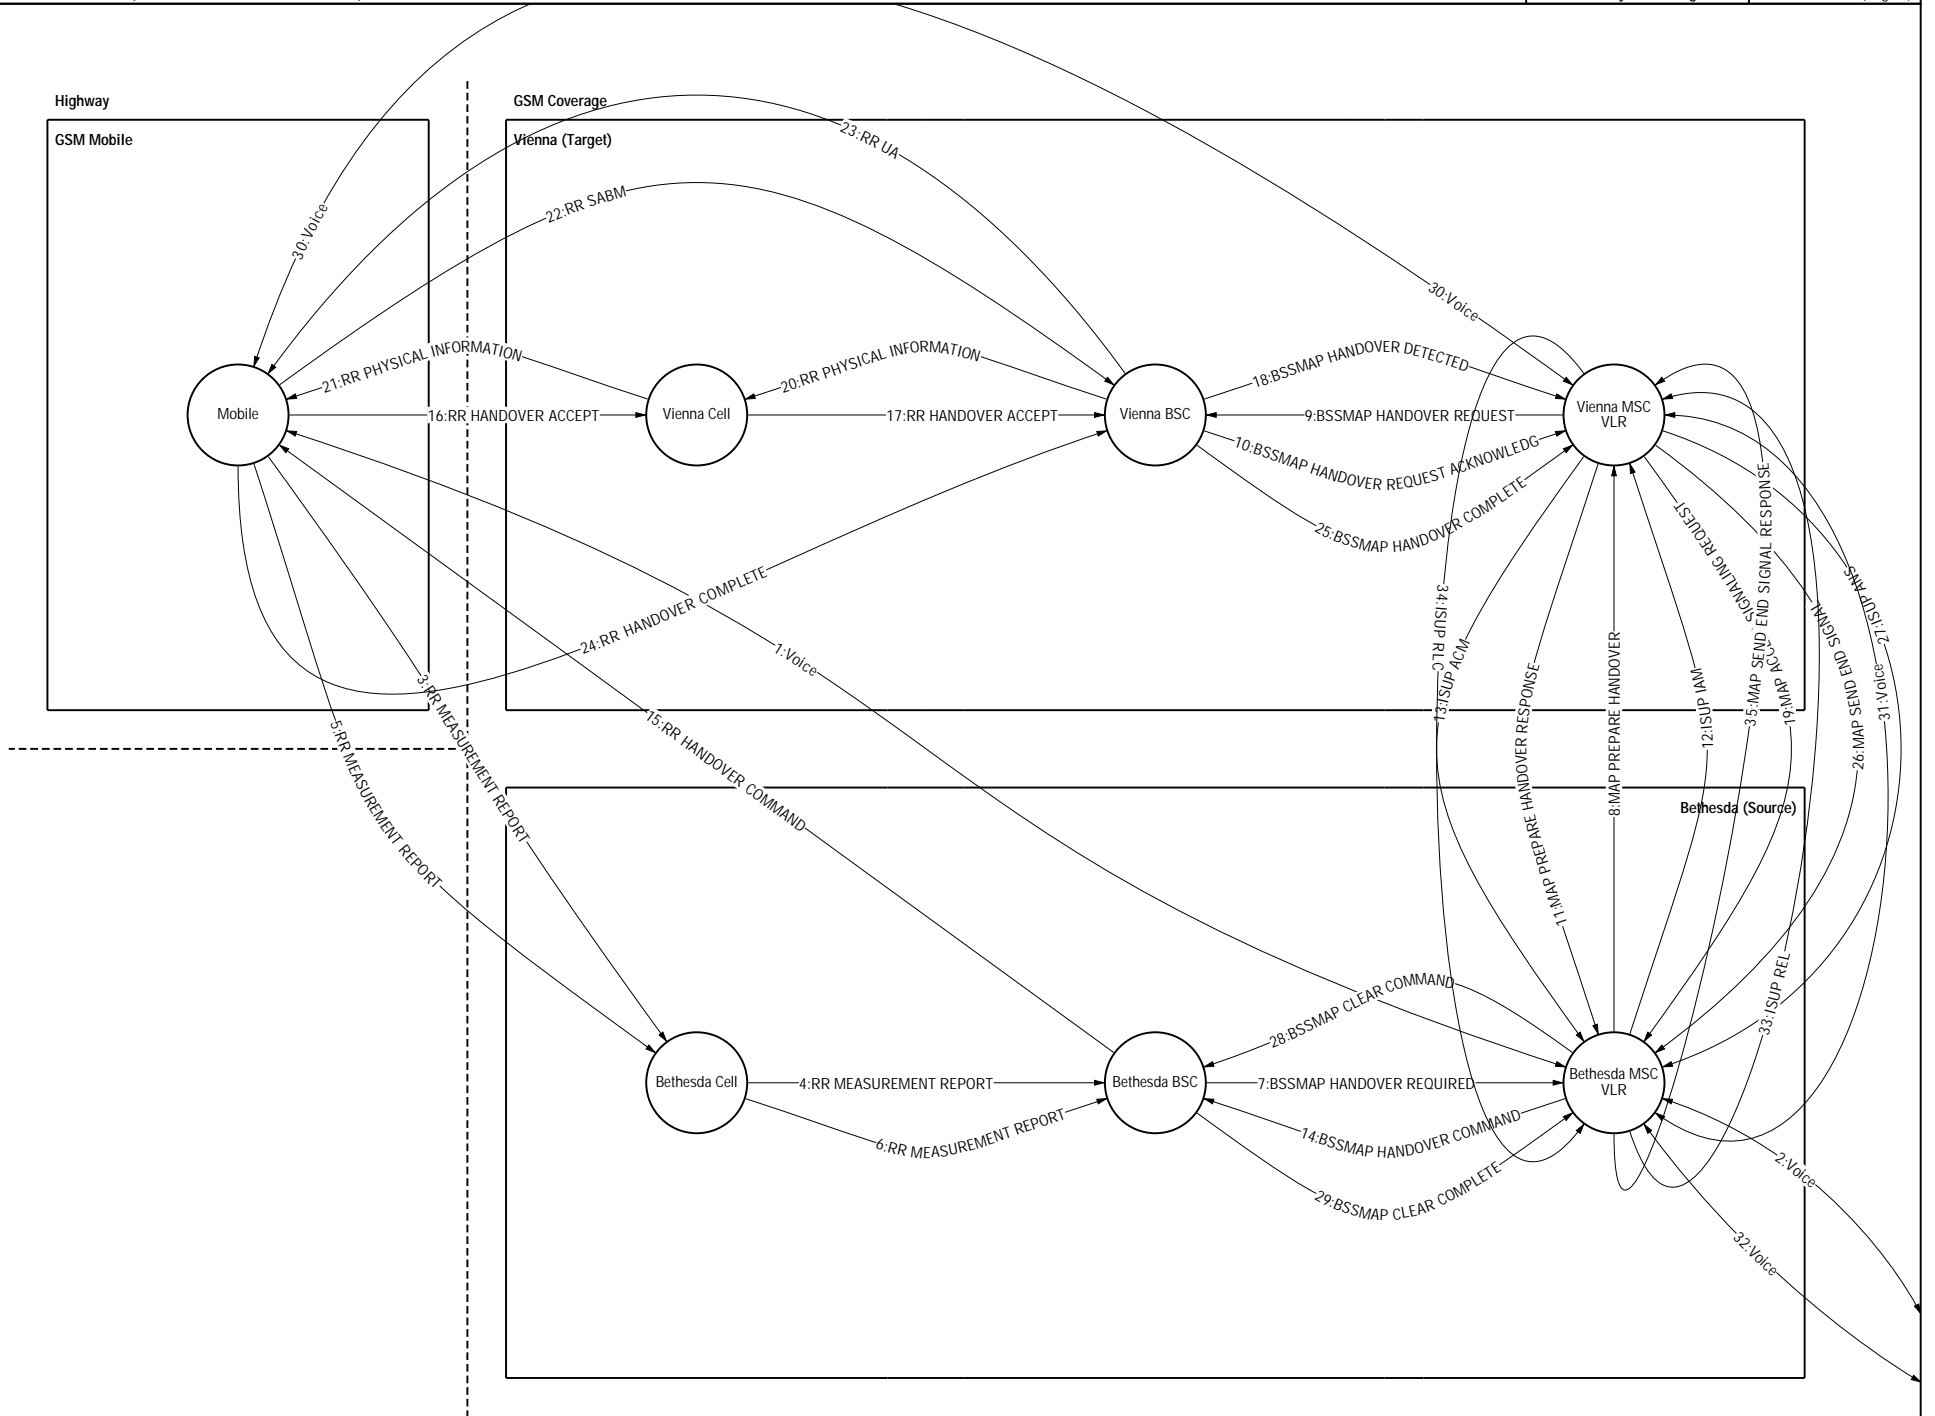 Highway
GSM Coverage
GSM Mobile
Vienna (Target)
23:RR UA
22:RR SABM
30:Voice
30:Voice
21:RR PHYSICAL INFORMATION
20:RR PHYSICAL INFORMATION
18:BSSMAP HANDOVER DETECTED
Mobile
16:RR HANDOVER ACCEPT
Vienna Cell
17:RR HANDOVER ACCEPT
Vienna BSC
9:BSSMAP HANDOVER REQUEST
Vienna MSC
VLR
10:BSSMAP HANDOVER REQUEST ACKNOWLEDG
25:BSSMAP HANDOVER COMPLETE
24:RR HANDOVER COMPLETE
1:Voice
34:ISUP RLC
13:ISUP ACM
11:MAP PREPARE HANDOVER RESPONSE
8:MAP PREPARE HANDOVER
12:ISUP IAM
35:MAP SEND END SIGNAL RESPONSE
19:MAP ACC SIGNALING REQUEST
26:MAP SEND END SIGNAL
27:ISUP ANS
31:Voice
3:RR MEASUREMENT REPORT
5:RR MEASUREMENT REPORT
15:RR HANDOVER COMMAND
Bethesda (Source)
33:ISUP REL
28:BSSMAP CLEAR COMMAND
Bethesda Cell
4:RR MEASUREMENT REPORT
Bethesda BSC
7:BSSMAP HANDOVER REQUIRED
Bethesda MSC
VLR
6:RR MEASUREMENT REPORT
14:BSSMAP HANDOVER COMMAND
29:BSSMAP CLEAR COMPLETE
2:Voice
32:Voice